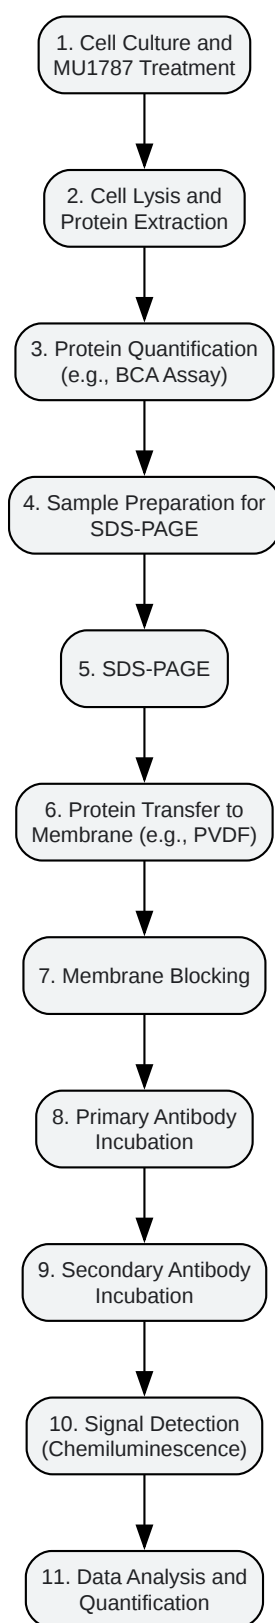 1. Cell Culture and
MU1787 Treatment
2. Cell Lysis and
Protein Extraction
3. Protein Quantification
(e.g., BCA Assay)
4. Sample Preparation for
SDS-PAGE
5. SDS-PAGE
6. Protein Transfer to
Membrane (e.g., PVDF)
7. Membrane Blocking
8. Primary Antibody
Incubation
9. Secondary Antibody
Incubation
10. Signal Detection
(Chemiluminescence)
11. Data Analysis and
Quantification